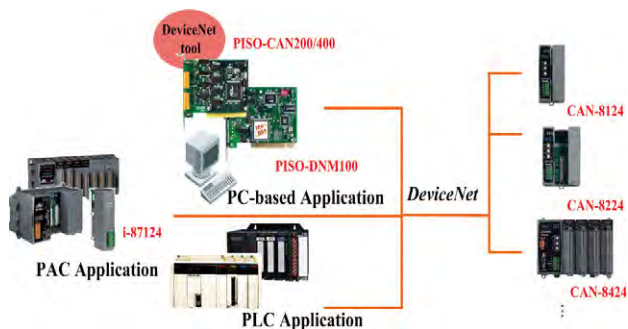 DeviceNet
tool
PISO-CAN200/400
PISO-DNM100
PC-based Application
i-87124
PAC Application
PLC Application
DeviceNet
CAN-8124
CAN-8224
CAN-8424